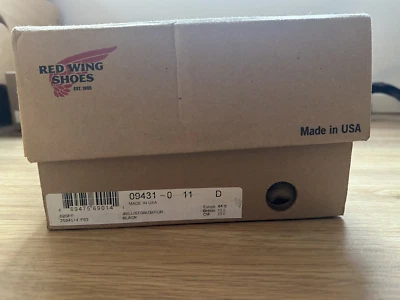 RED WING
SHOES
EST. 1905
Made in USA
09431-0 11 D
MADE IN USA
BLACK